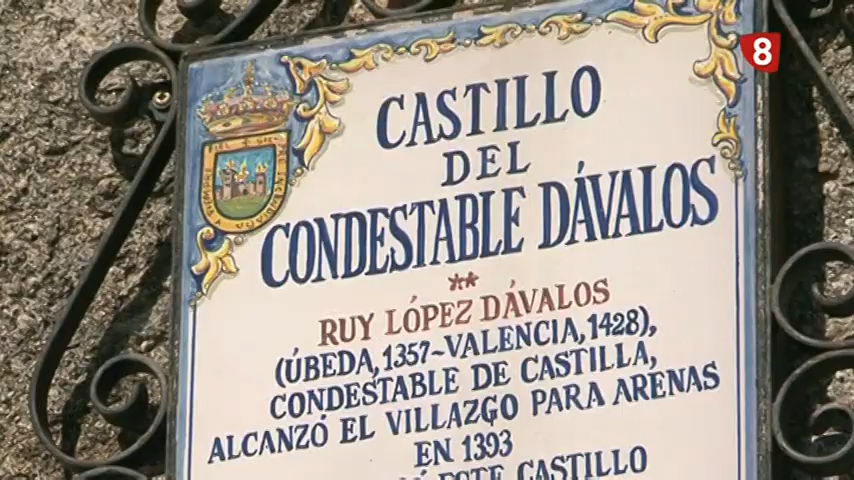 8
CASTILLO
DEL
CONDESTABLE DÁVALOS
**
RUY LÓPEZ DÁVALOS
(ÚBEDA, 1357~VALENCIA, 1428),
CONDESTABLE DE CASTILLA,
ALCANZÓ EL VILLAZGO PARA ARENAS
EN 1393
ESTE CASTILLO